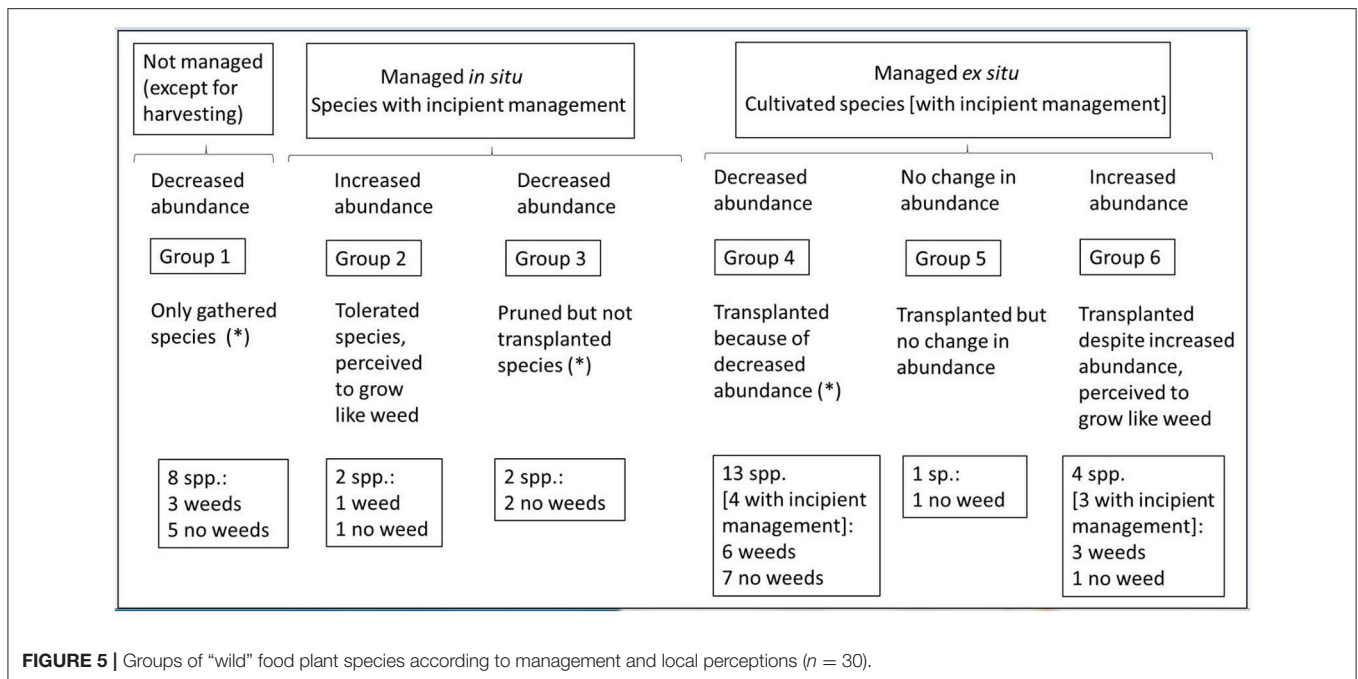 Not managed
(except for
harvesting)
Managed in situ
Species with incipient management
Managed ex situ
Cultivated species [with incipient management]
Decreased
abundance
Increased
abundance
Decreased
abundance
Decreased
abundance
No change in
abundance
Increased
abundance
Group 1
Group 2
Group 3
Group 4
Group 5
Group 6
Only gathered
species (*)
Tolerated
species,
perceived
to grow
like weed
Pruned but not
transplanted
species (*)
Transplanted
because of
decreased
abundance (*)
Transplanted but
no change in
abundance
Transplanted
despite increased
abundance,
perceived to
grow like weed
8 spp.:
3 weeds
5 no weeds
2 spp.:
1 weed
1 no weed
2 spp.:
2 no weeds
13 spp.
[4 with incipient
management]:
6 weeds
7 no weeds
1 sp.:
1 no weed
4 spp.
[3 with incipient
management]:
3 weeds
1 no weed
FIGURE 5 | Groups of “wild” food plant species according to management and local perceptions (n = 30).